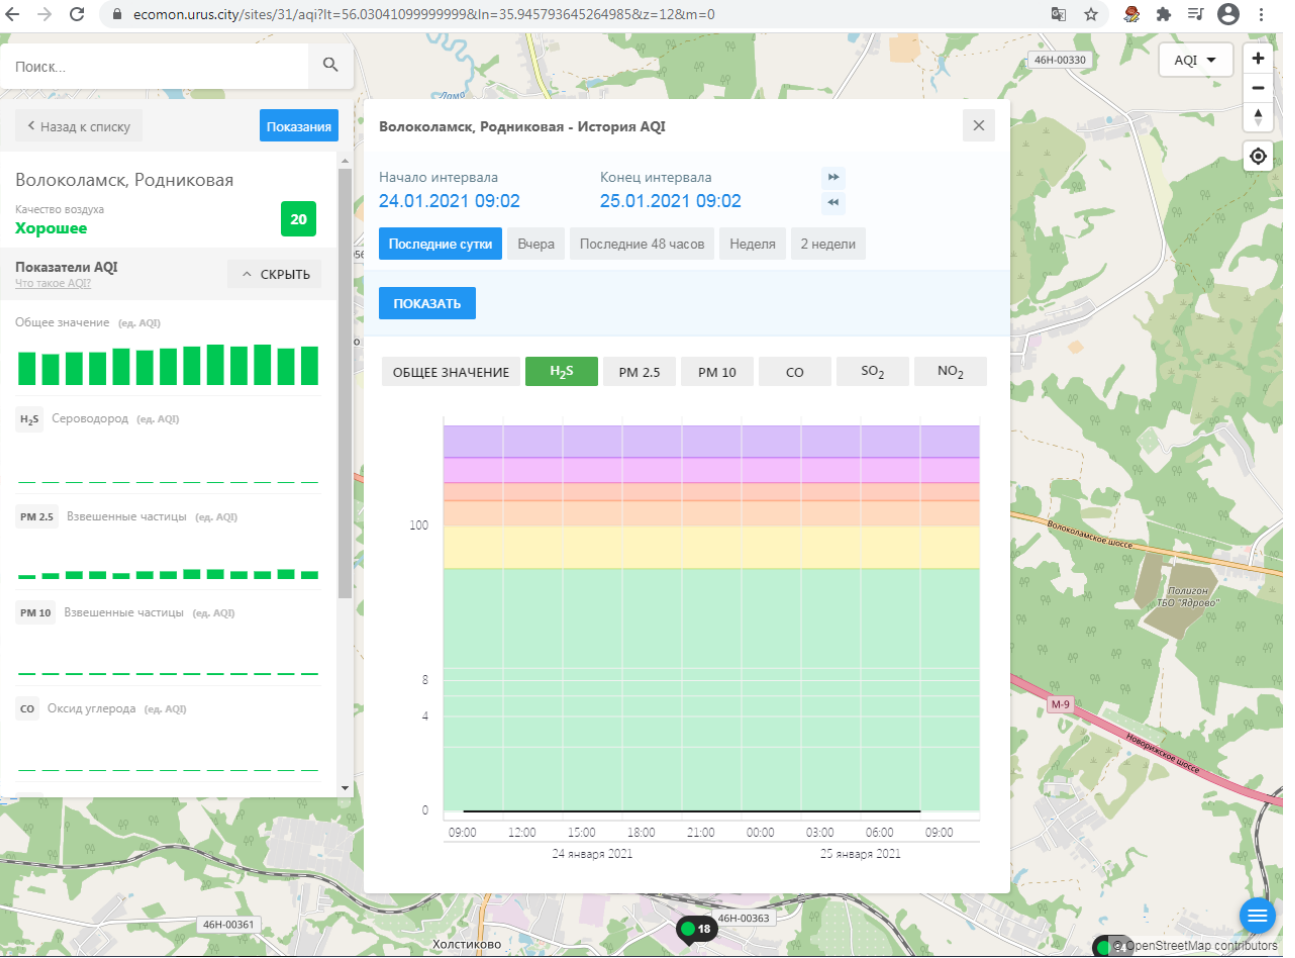 ecomon.urus.city/sites/31/aqi?lt=56.03041099999999&ln=35.945793645264985&z=12&m=0
Поиск...
46Н-00330
AQI
Назад к списку
Показания
Волоколамск, Родниковая
Качество воздуха
Хорошее
20
Показатели AQI
Что такое AQI?
СКРЫТЬ
Общее значение (ед. AQI)
H2S Сероводород (ед. AQI)
PM 2.5 Взвешенные частицы (ед. AQI)
PM 10 Взвешенные частицы (ед. AQI)
CO Оксид углерода (ед. AQI)
Волоколамск, Родниковая - История AQI
Начало интервала
Конец интервала
24.01.2021 09:02
25.01.2021 09:02
Последние сутки
Вчера
Последние 48 часов
Неделя
2 недели
ПОКАЗАТЬ
ОБЩЕЕ ЗНАЧЕНИЕ
H2S
PM 2.5
PM 10
CO
SO2
NO2
100
8
4
0
09:00 12:00 15:00 18:00 21:00 00:00 03:00 06:00 09:00
24 января 2021
25 января 2021
Волоколамское шоссе
Полигон
ТБО "Ядрово"
М-9
Новорижское шоссе
46Н-00361
Холстиково
18
46Н-00363
© OpenStreetMap contributors